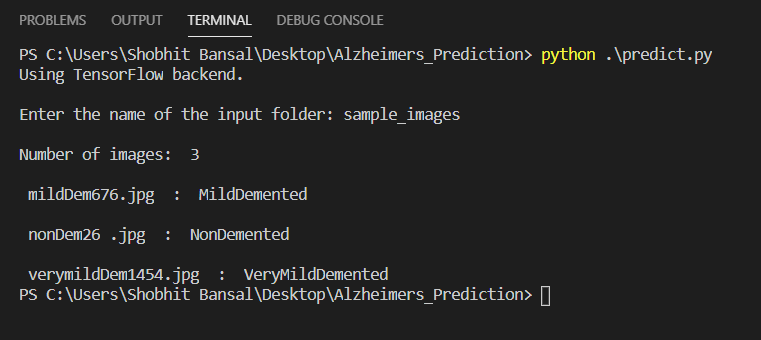 PROBLEMS OUTPUT TERMINAL DEBUG CONSOLE
PS C:\Users\Shobhit Bansal\Desktop\Alzheimers_Prediction> python .\predict.py
Using TensorFlow backend.
Enter the name of the input folder: sample_images
Number of images:  3
mildDem676.jpg  :  MildDemented
nonDem26 .jpg  :  NonDemented
verymildDem1454.jpg  :  VeryMildDemented
PS C:\Users\Shobhit Bansal\Desktop\Alzheimers_Prediction>